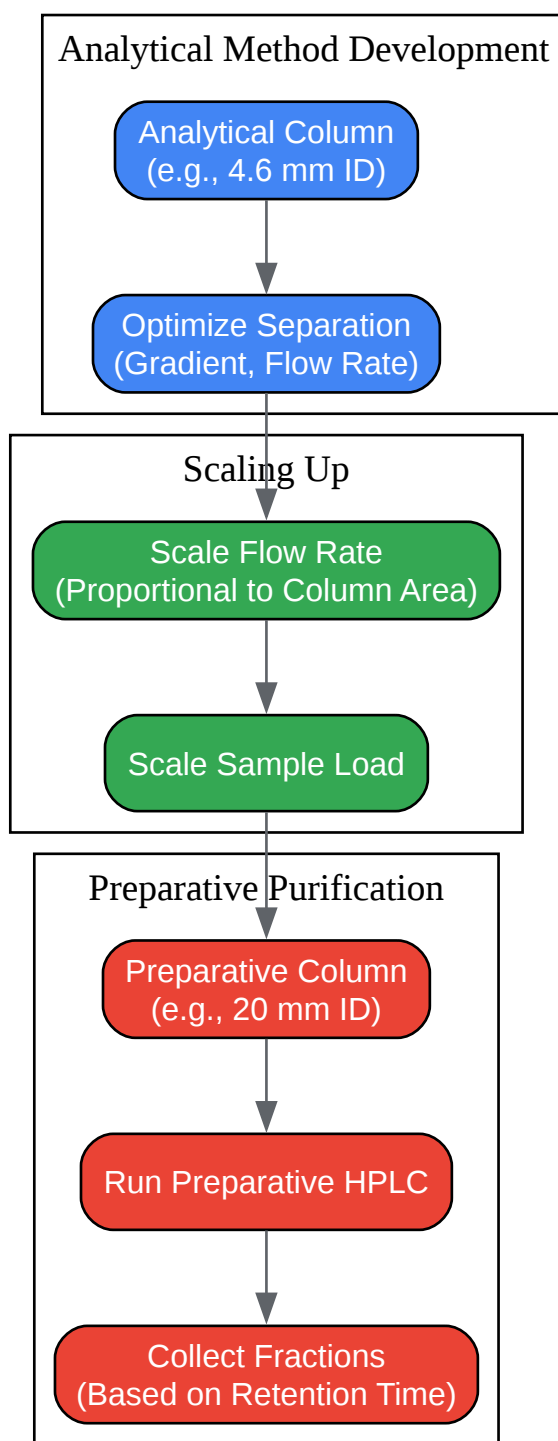 Analytical Method Development
Analytical Column
(e.g., 4.6 mm ID)
Optimize Separation
(Gradient, Flow Rate)
Scaling Up
Scale Flow Rate
(Proportional to Column Area)
Scale Sample Load
Preparative Purification
Preparative Column
(e.g., 20 mm ID)
Run Preparative HPLC
Collect Fractions
(Based on Retention Time)